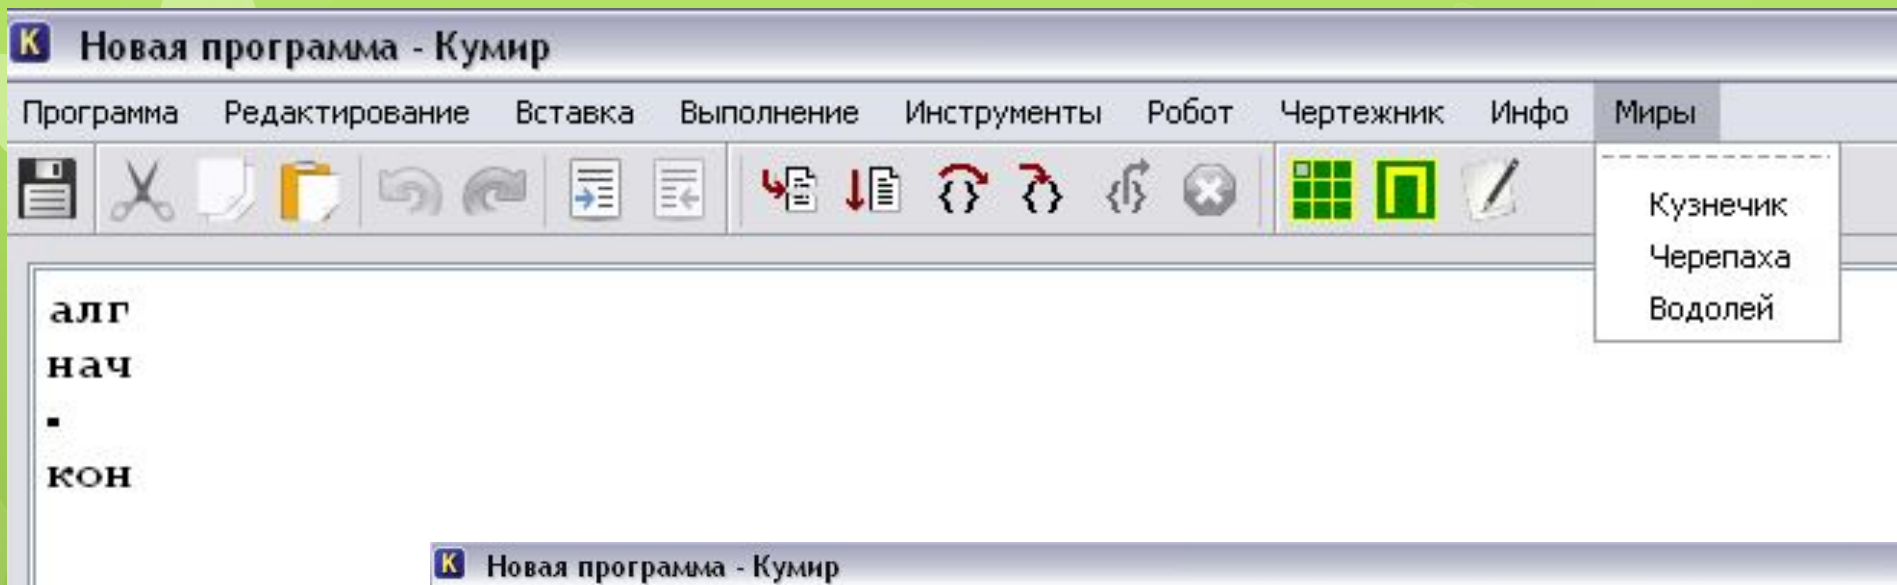 Новая программа - Кумир
Программа Редактирование Вставка Выполнение Инструменты Робот Чертежник Инфо Миры
Кузнечик
Черепаха
Водолей
алг
нач
кон
Новая программа - Кумир